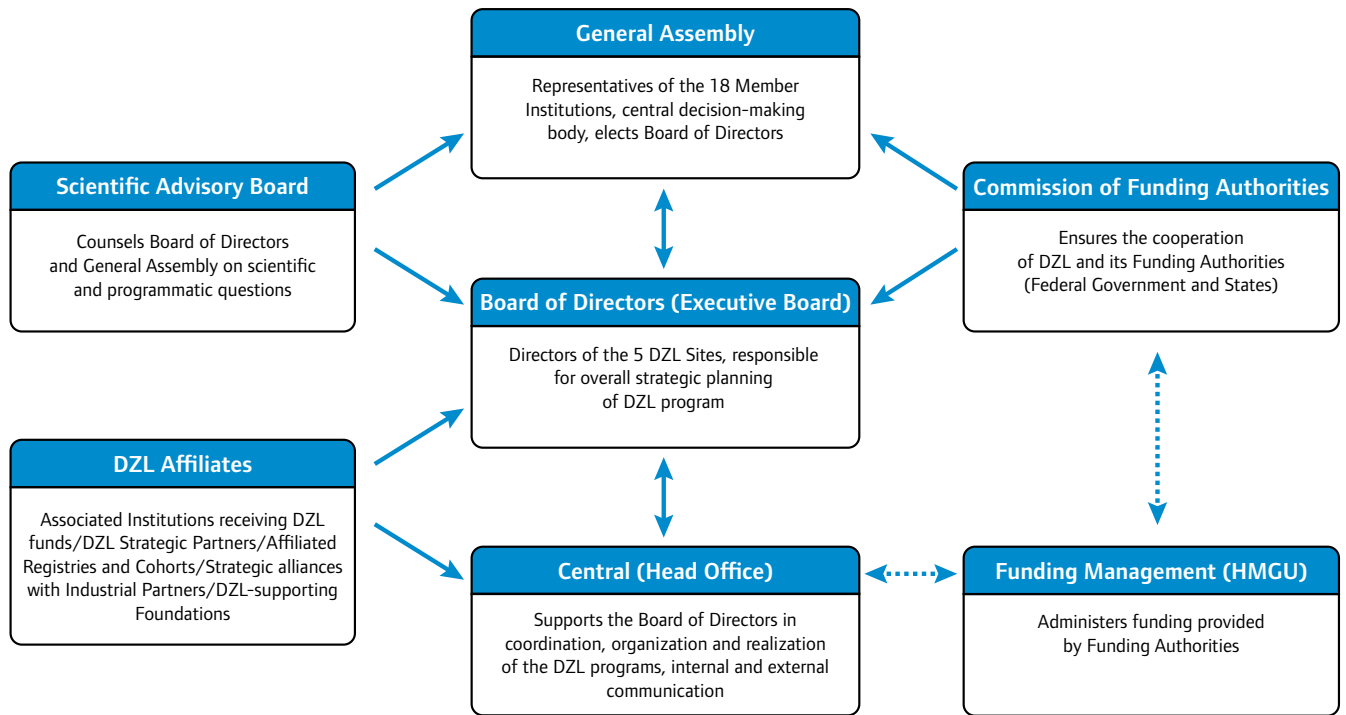 General Assembly
Representatives of the 18 Member
Institutions, central decision-making
body, elects Board of Directors
Scientific Advisory Board
Counsels Board of Directors
and General Assembly on scientific
and programmatic questions
Commission of Funding Authorities
Ensures the cooperation
of DZL and its Funding Authorities
(Federal Government and States)
Board of Directors (Executive Board)
Directors of the 5 DZL Sites, responsible
for overall strategic planning
of DZL program
DZL Affiliates
Associated Institutions receiving DZL
funds/DZL Strategic Partners/Affiliated
Registries and Cohorts/Strategic alliances
with Industrial Partners/DZL-supporting
Foundations
Central (Head Office)
Supports the Board of Directors in
coordination, organization and realization
of the DZL programs, internal and external
communication
Funding Management (HMGU)
Administers funding provided
by Funding Authorities